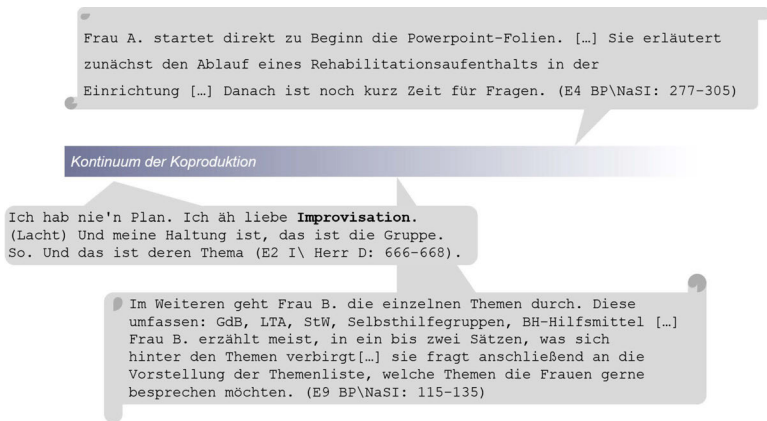 Frau A. startet direkt zu Beginn die Powerpoint-Folien. […] Sie erläutert
zunächst den Ablauf eines Rehabilitationsaufenthalts in der
Einrichtung […] Danach ist noch kurz Zeit für Fragen. (E4 BP\NaSI: 277-305)
Kontinuum der Koproduktion
Ich hab nie'n Plan. Ich äh liebe Improvisation.
(Lacht) Und meine Haltung ist, das ist die Gruppe.
So. Und das ist deren Thema (E2 I\ Herr D: 666-668).
Im Weiteren geht Frau B. die einzelnen Themen durch. Diese
umfassen: GdB, LTA, StW, Selbsthilfegruppen, BH-Hilfsmittel […]
Frau B. erzählt meist, in ein bis zwei Sätzen, was sich
hinter den Themen verbirgt[…] sie fragt anschließend an die
Vorstellung der Themenliste, welche Themen die Frauen gerne
besprechen möchten. (E9 BP\NaSI: 115-135)